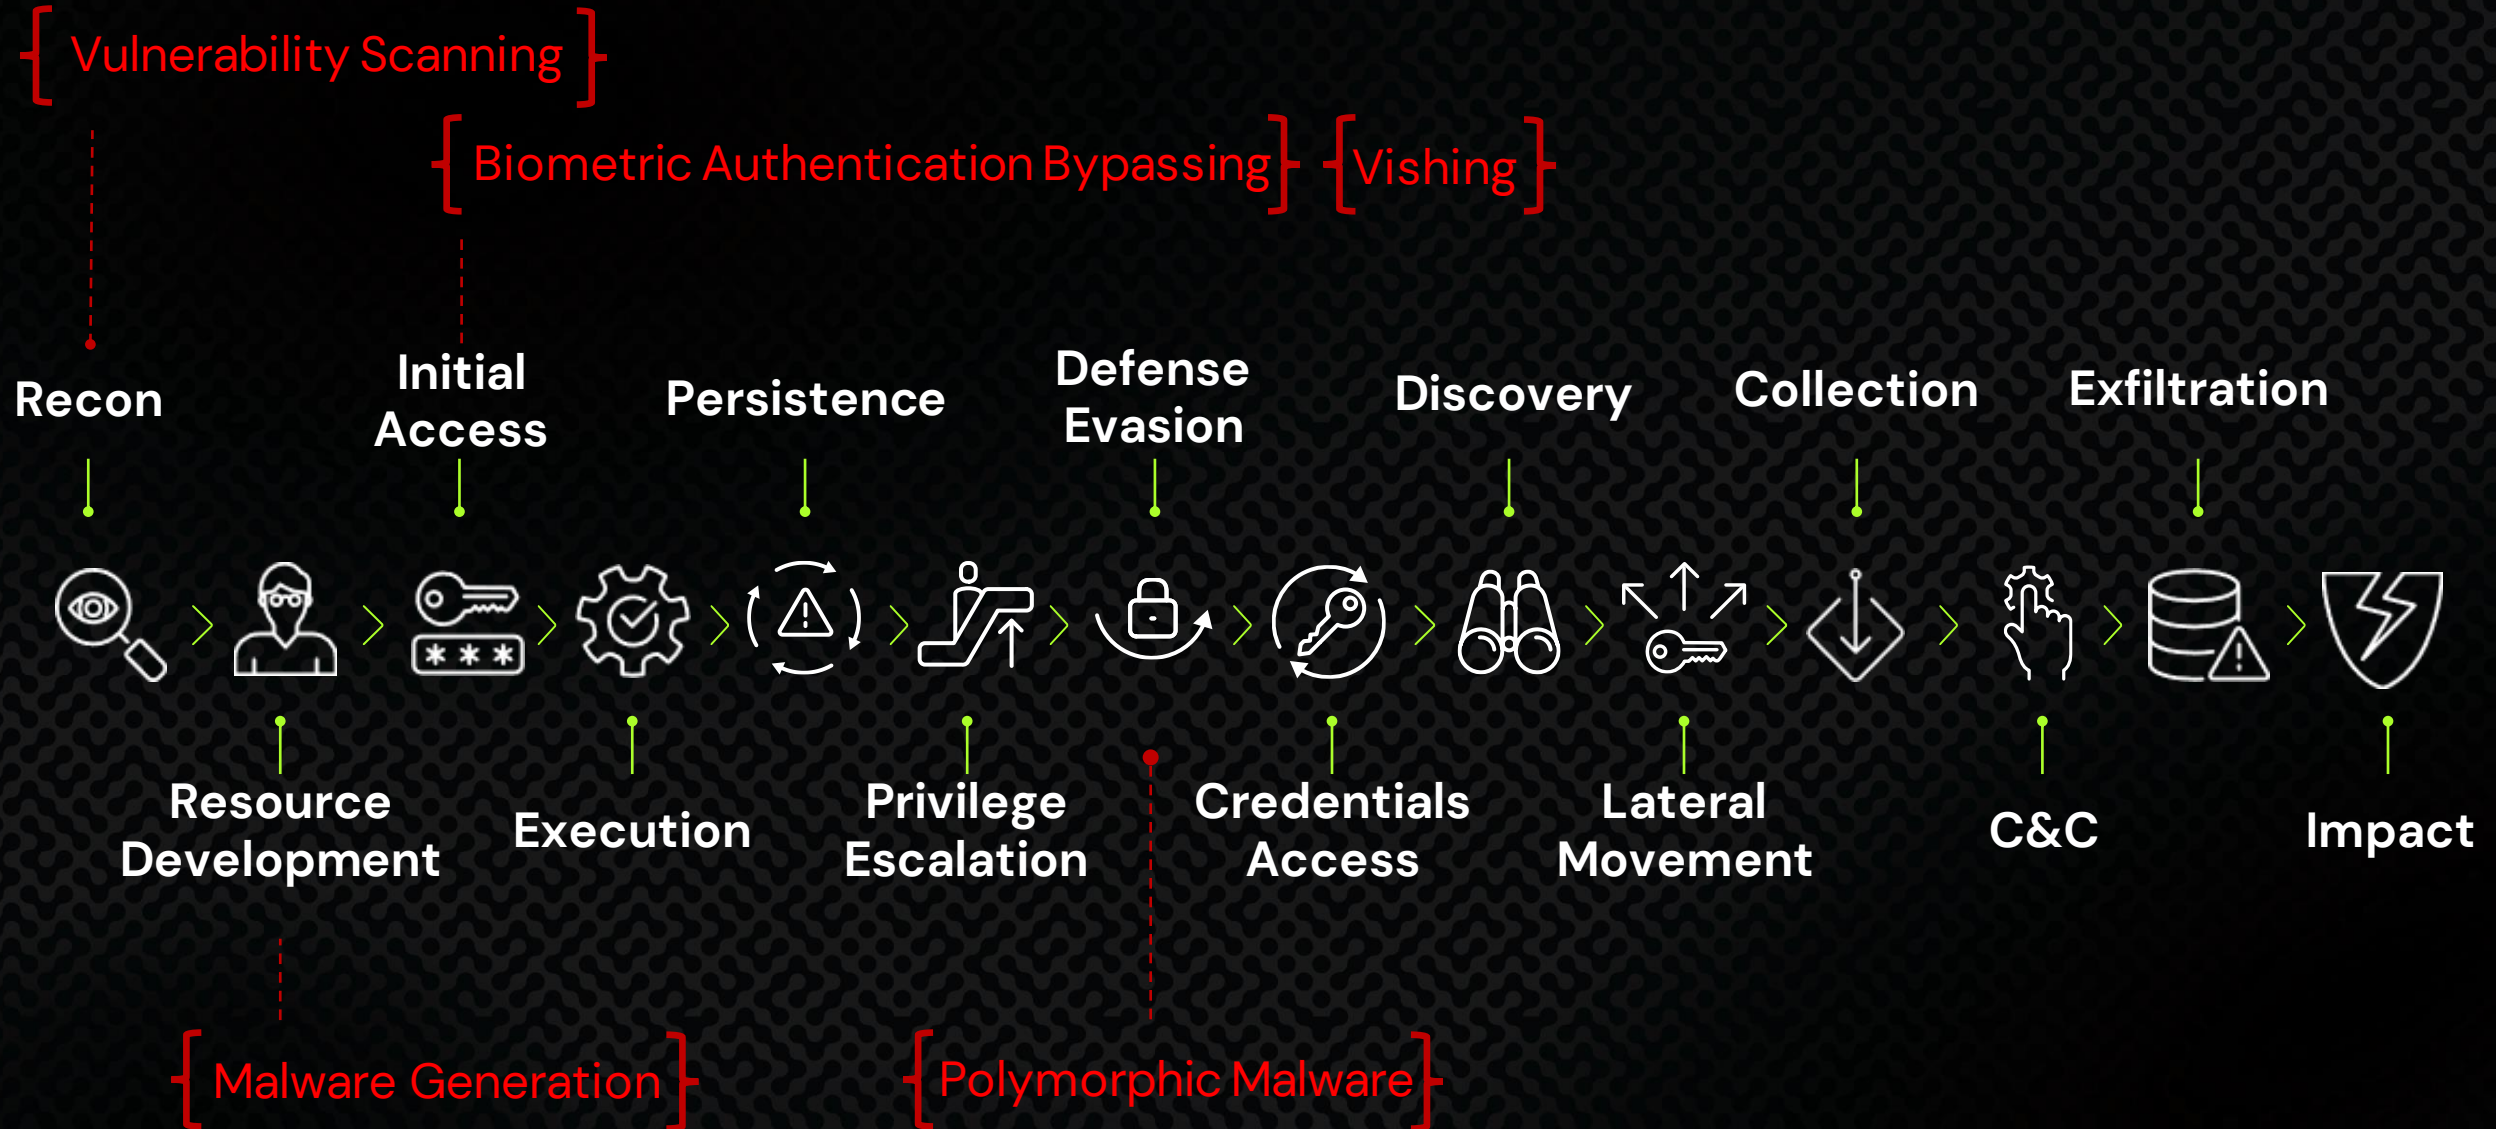 Vulnerability Scanning
Biometric Authentication Bypassing
Vishing
Recon
Initial
Access
Persistence
Defense
Evasion
Discovery
Collection
Exfiltration
***
Resource
Development
Execution
Privilege
Escalation
Credentials
Access
Lateral
Movement
C&C
Impact
Malware Generation
Polymorphic Malware